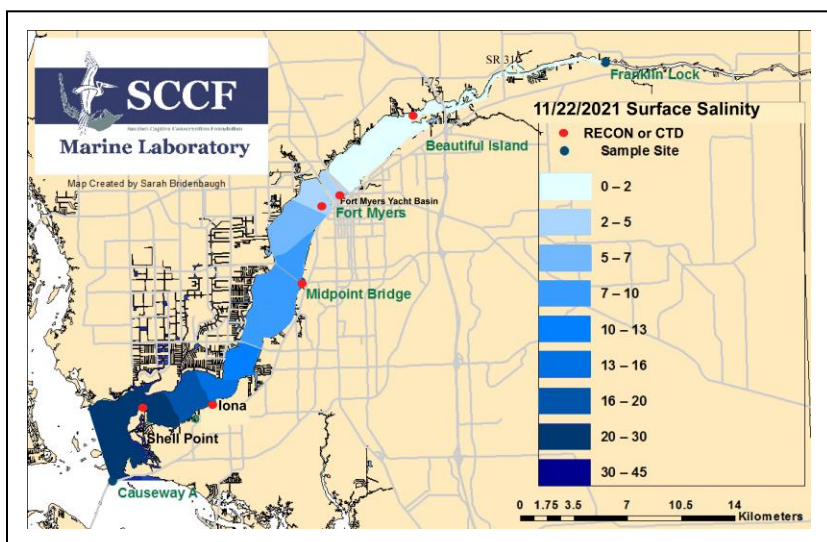 SCCF
Sanibel-Captiva Conservation Foundation
Marine Laboratory
Map Created by Sarah Bridenbaugh
I-75
SR 31
Franklin Lock
Beautiful Island
Fort Myers Yacht Basin
Fort Myers
Midpoint Bridge
Iona
Shell Point
Causeway A
11/22/2021 Surface Salinity
RECON or CTD
Sample Site
0 – 2
2 – 5
5 – 7
7 – 10
10 – 13
13 – 16
16 – 20
20 – 30
30 – 45
0 1.75 3.5 7 10.5 14
Kilometers